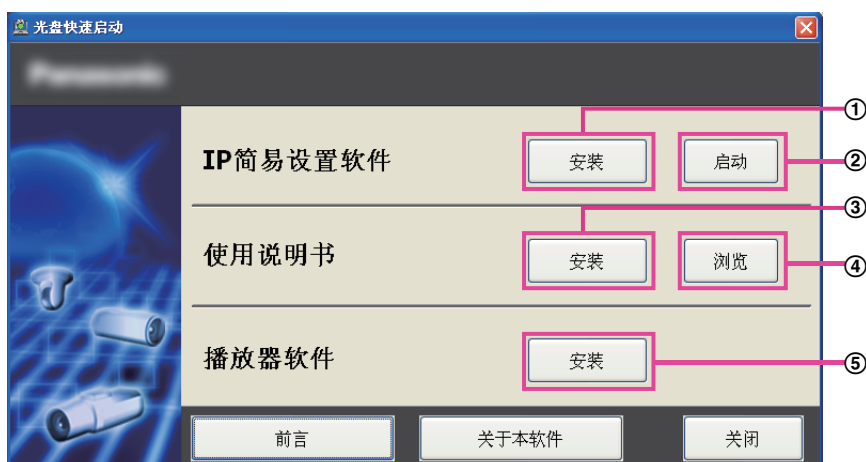 光盘快速启动
①
IP简易设置软件 安装 启动 ②
③
使用说明书 安装 浏览 ④
播放器软件 安装 ⑤
前言 关于本软件 关闭